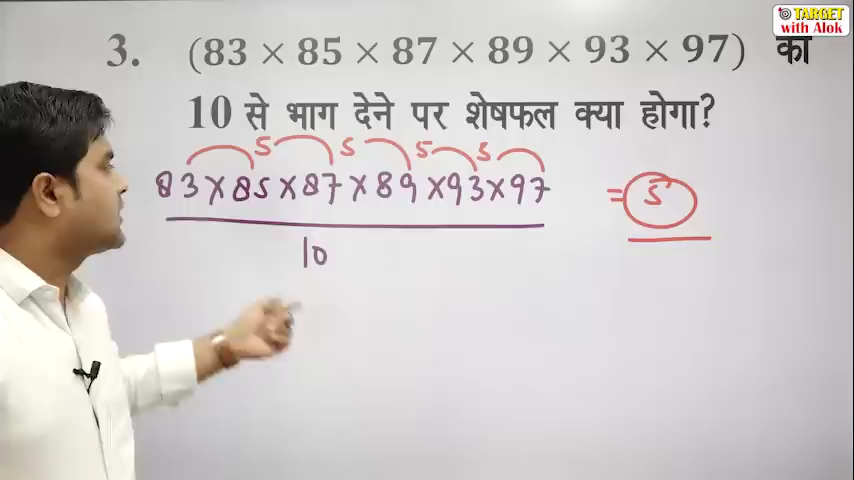 TARGET
with Alok
3. (83 × 85 × 87 × 89 × 93 × 97) का
10 से भाग देने पर शेषफल क्या होगा?
5 5 5 5
83×85×87×89×93×97 = 5
10